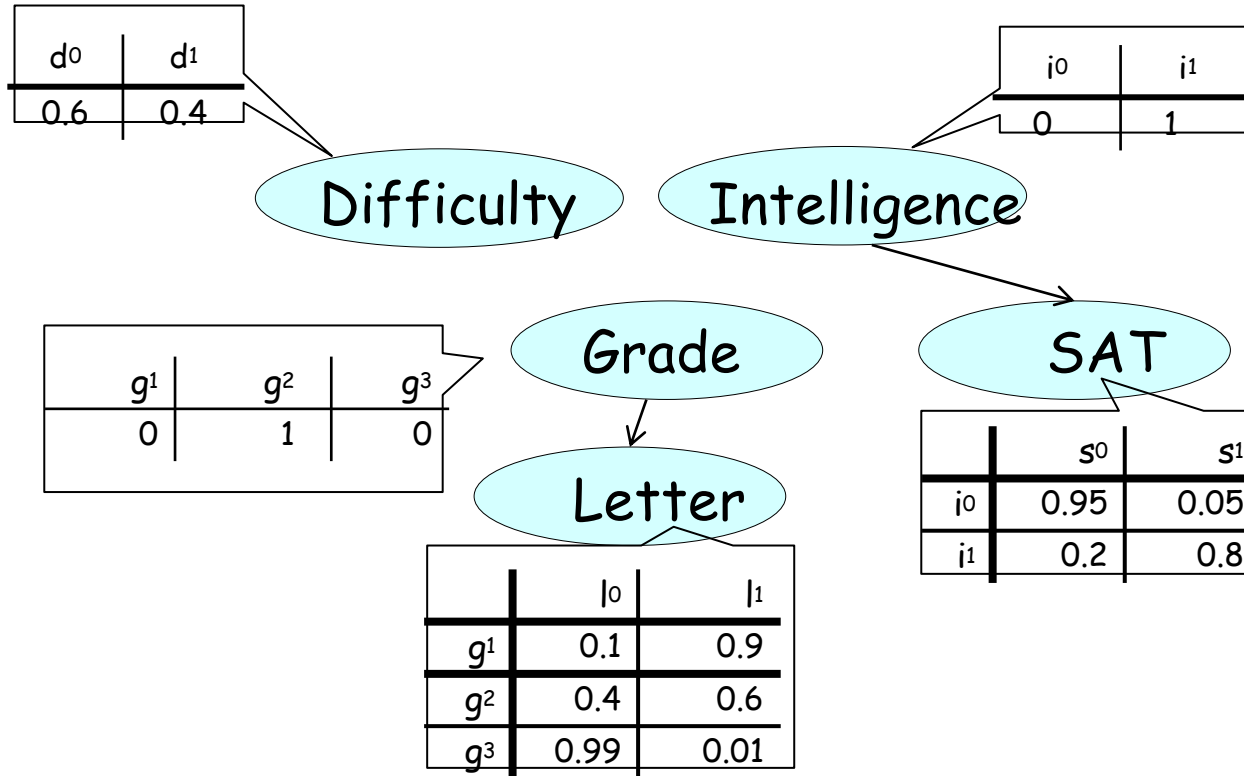 d0 d1
0.6 0.4
i0 i1
0 1
Difficulty
Intelligence
Grade
SAT
g1 g2 g3
0 1 0
Letter
s0 s1
i0 0.95 0.05
i1 0.2 0.8
l0 l1
g1 0.1 0.9
g2 0.4 0.6
g3 0.99 0.01